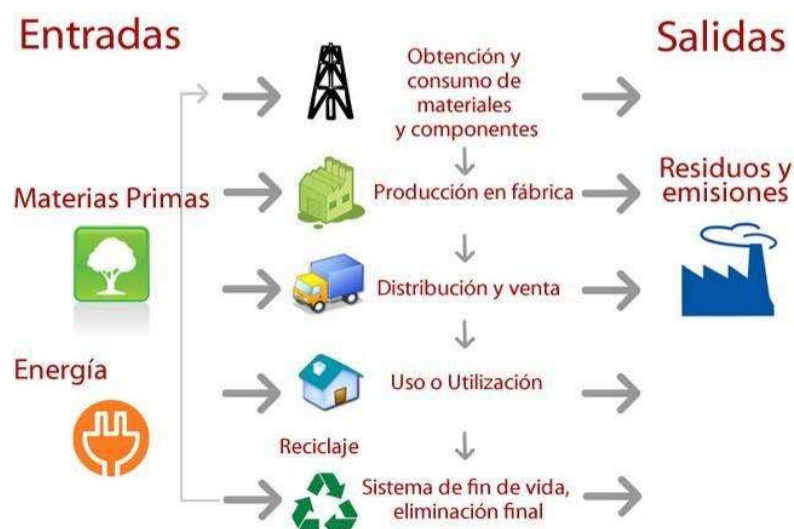 Entradas
Salidas
Obtención y
consumo de
materiales
y componentes
Materias Primas
Producción en fábrica
Residuos y
emisiones
Distribución y venta
Energía
Uso o Utilización
Reciclaje
Sistema de fin de vida,
eliminación final